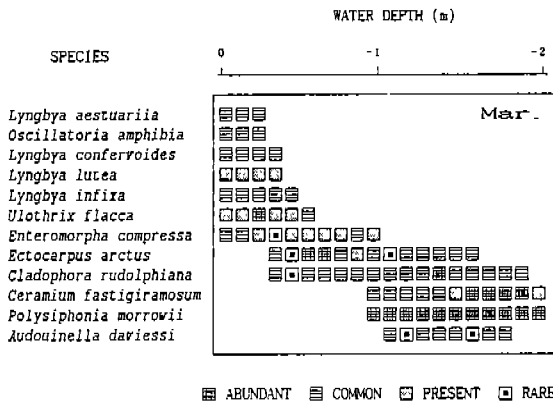 WATER DEPTH (m)
SPECIES
0 -1 -2
Mar.
Lyngbya aestuariia
Oscillatoria amphibia
Lyngbya confervoides
Lyngbya lutea
Lyngbya infixa
Ulothrix flacca
Enteromorpha compressa
Ectocarpus arctus
Cladophora rudolphiana
Ceramium fastigiramosum
Polysiphonia morrowii
Audouinella daviessi
ABUNDANT COMMON PRESENT RARE